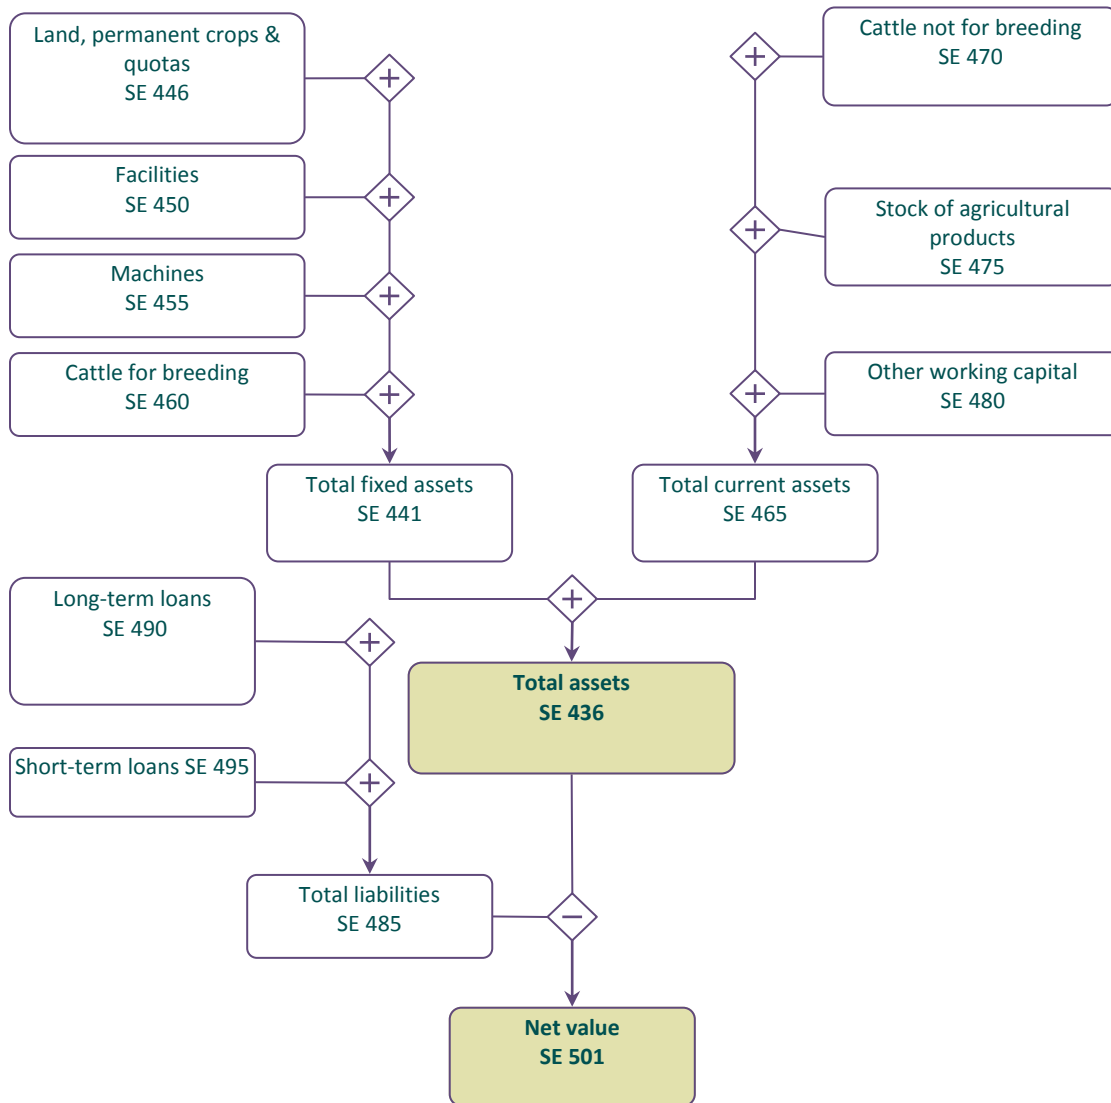 Land, permanent crops &
quotas
SE 446
Cattle not for breeding
SE 470
Facilities
SE 450
Stock of agricultural
products
SE 475
Machines
SE 455
Cattle for breeding
SE 460
Other working capital
SE 480
Total fixed assets
SE 441
Total current assets
SE 465
Long-term loans
SE 490
Total assets
SE 436
Short-term loans SE 495
Total liabilities
SE 485
Net value
SE 501